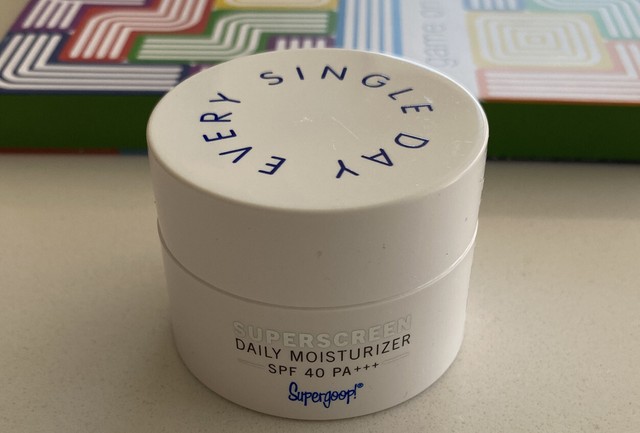 EVERY SINGLE DAY
SUPERSCREEN
DAILY MOISTURIZER
SPF 40 PA+++
Supergoop!®